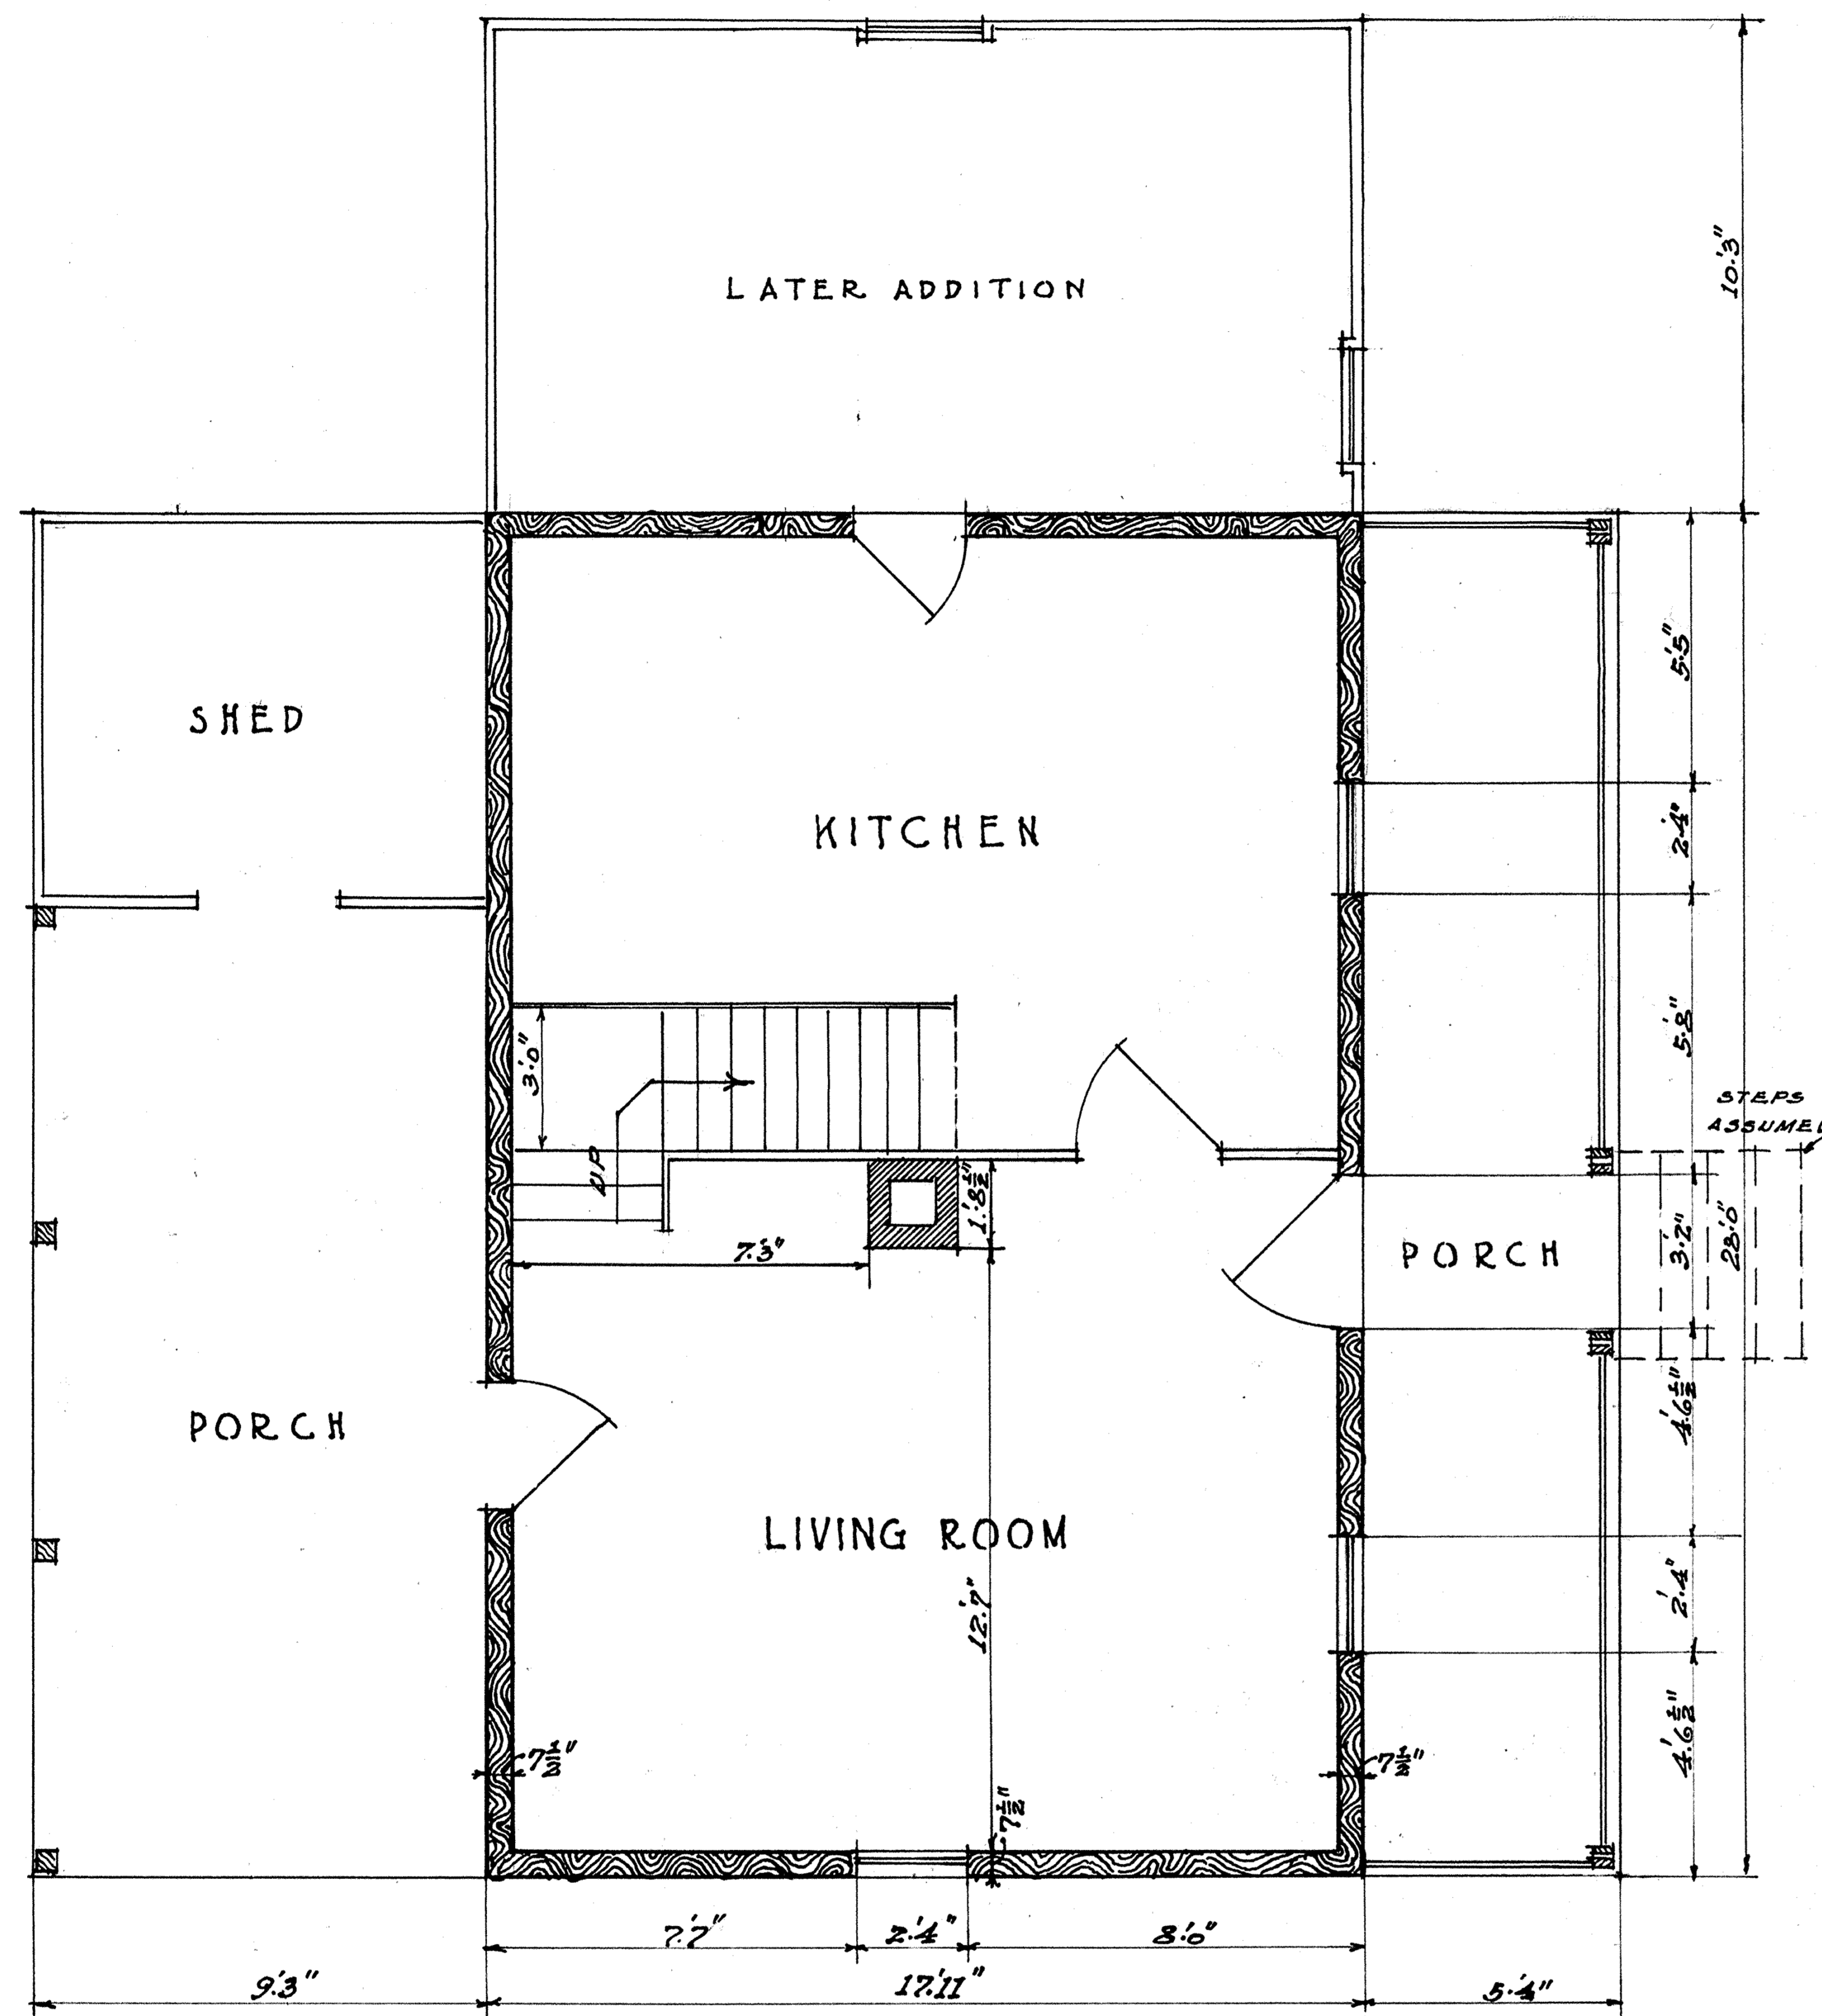 10'.3"
LATER ADDITION
SHED
5'.5"
KITCHEN
2'.4"
3'.0"
5'.8"
STEPS
ASSUMED
UP
1'.8½"
7'.3"
3'.2"
28'.0"
PORCH
4'.6½"
PORCH
LIVING ROOM
12'.7"
2'.4"
7½"
7½"
7½"
4'.6½"
7'.7"
2'.4"
8'.0"
9'.3"
17'.11"
5'.4"